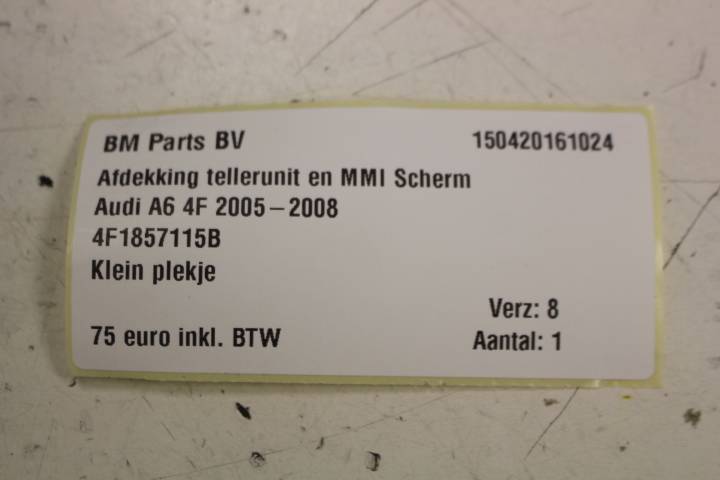 BM Parts BV 150420161024
Afdekking tellerunit en MMI Scherm
Audi A6 4F 2005-2008
4F1857115B
Klein plekje
Verz: 8
75 euro inkl. BTW Aantal: 1